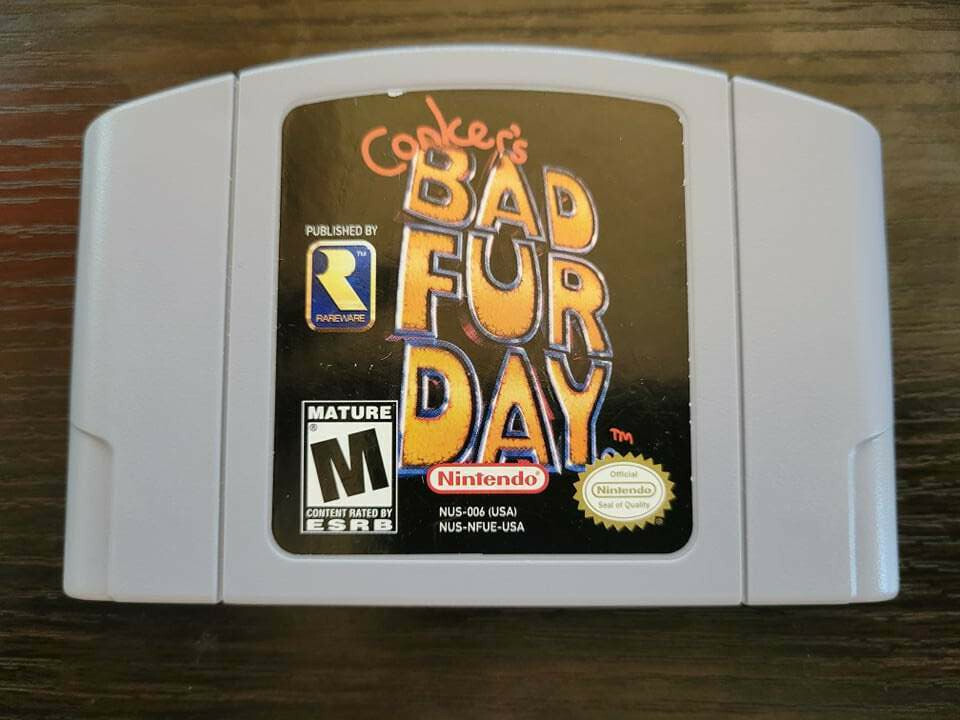 Conker's
BAD
FUR
DAY
TM
PUBLISHED BY
R
TM
RAREWARE
MATURE
M
®
CONTENT RATED BY
ESRB
Nintendo®
NUS-006 (USA)
NUS-NFUE-USA
Official
Nintendo
Seal of Quality
®